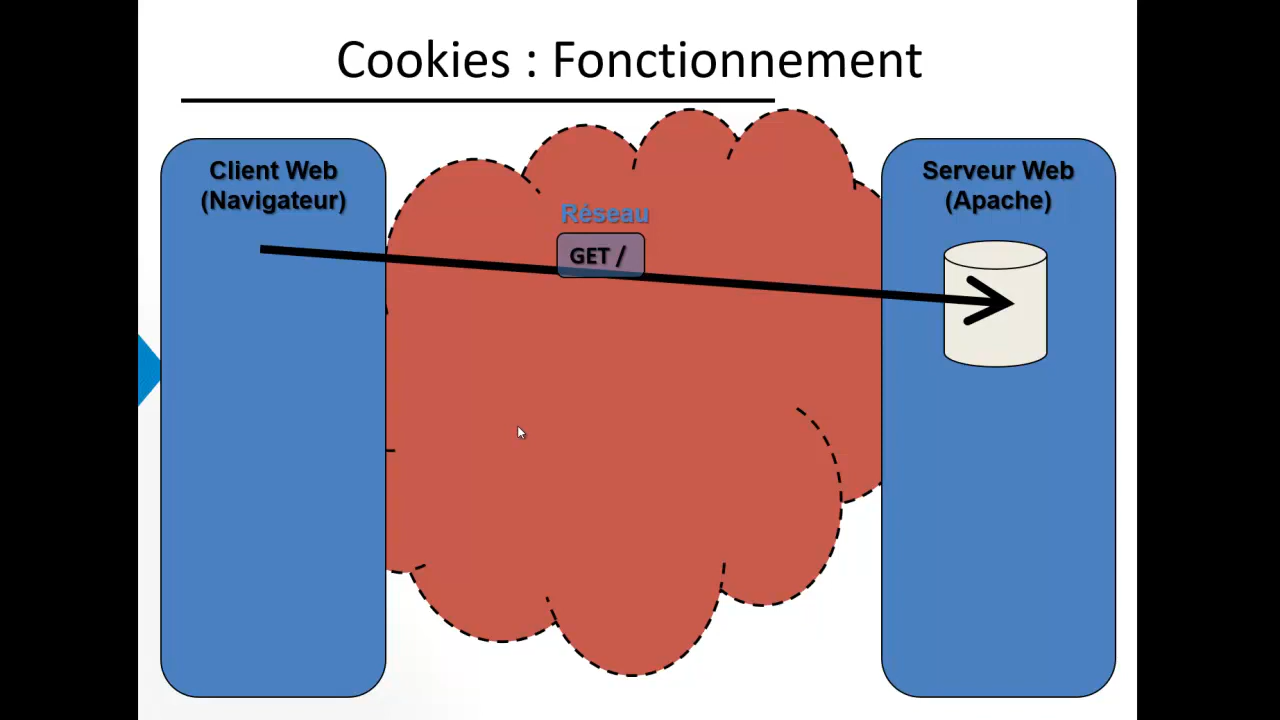 Cookies : Fonctionnement
Client Web
(Navigateur)
Réseau
GET /
Serveur Web
(Apache)